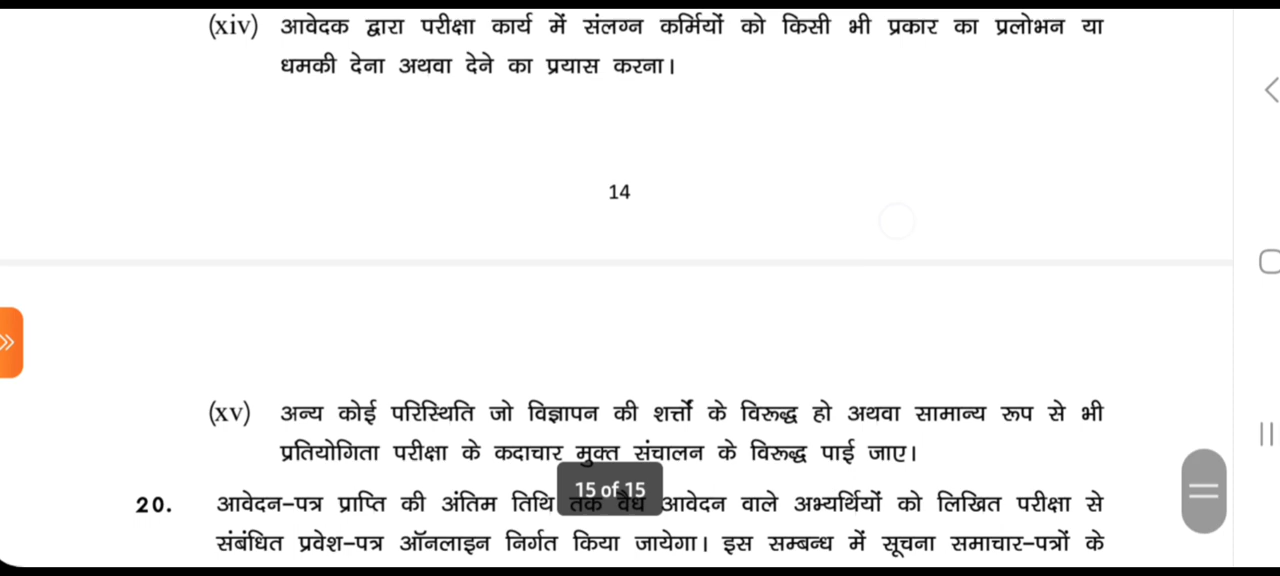 (xiv) आवेदक द्वारा परीक्षा कार्य में संलग्न कर्मियों को किसी भी प्रकार का प्रलोभन या
धमकी देना अथवा देने का प्रयास करना।
14
(xv) अन्य कोई परिस्थिति जो विज्ञापन की शर्त्तों के विरूद्ध हो अथवा सामान्य रूप से भी
प्रतियोगिता परीक्षा के कदाचार मुक्त संचालन के विरूद्ध पाई जाए।
15 of 15
20. आवेदन-पत्र प्राप्ति की अंतिम तिथि तक वैध आवेदन वाले अभ्यर्थियों को लिखित परीक्षा से
संबंधित प्रवेश-पत्र ऑनलाइन निर्गत किया जायेगा। इस सम्बन्ध में सूचना समाचार-पत्रों के